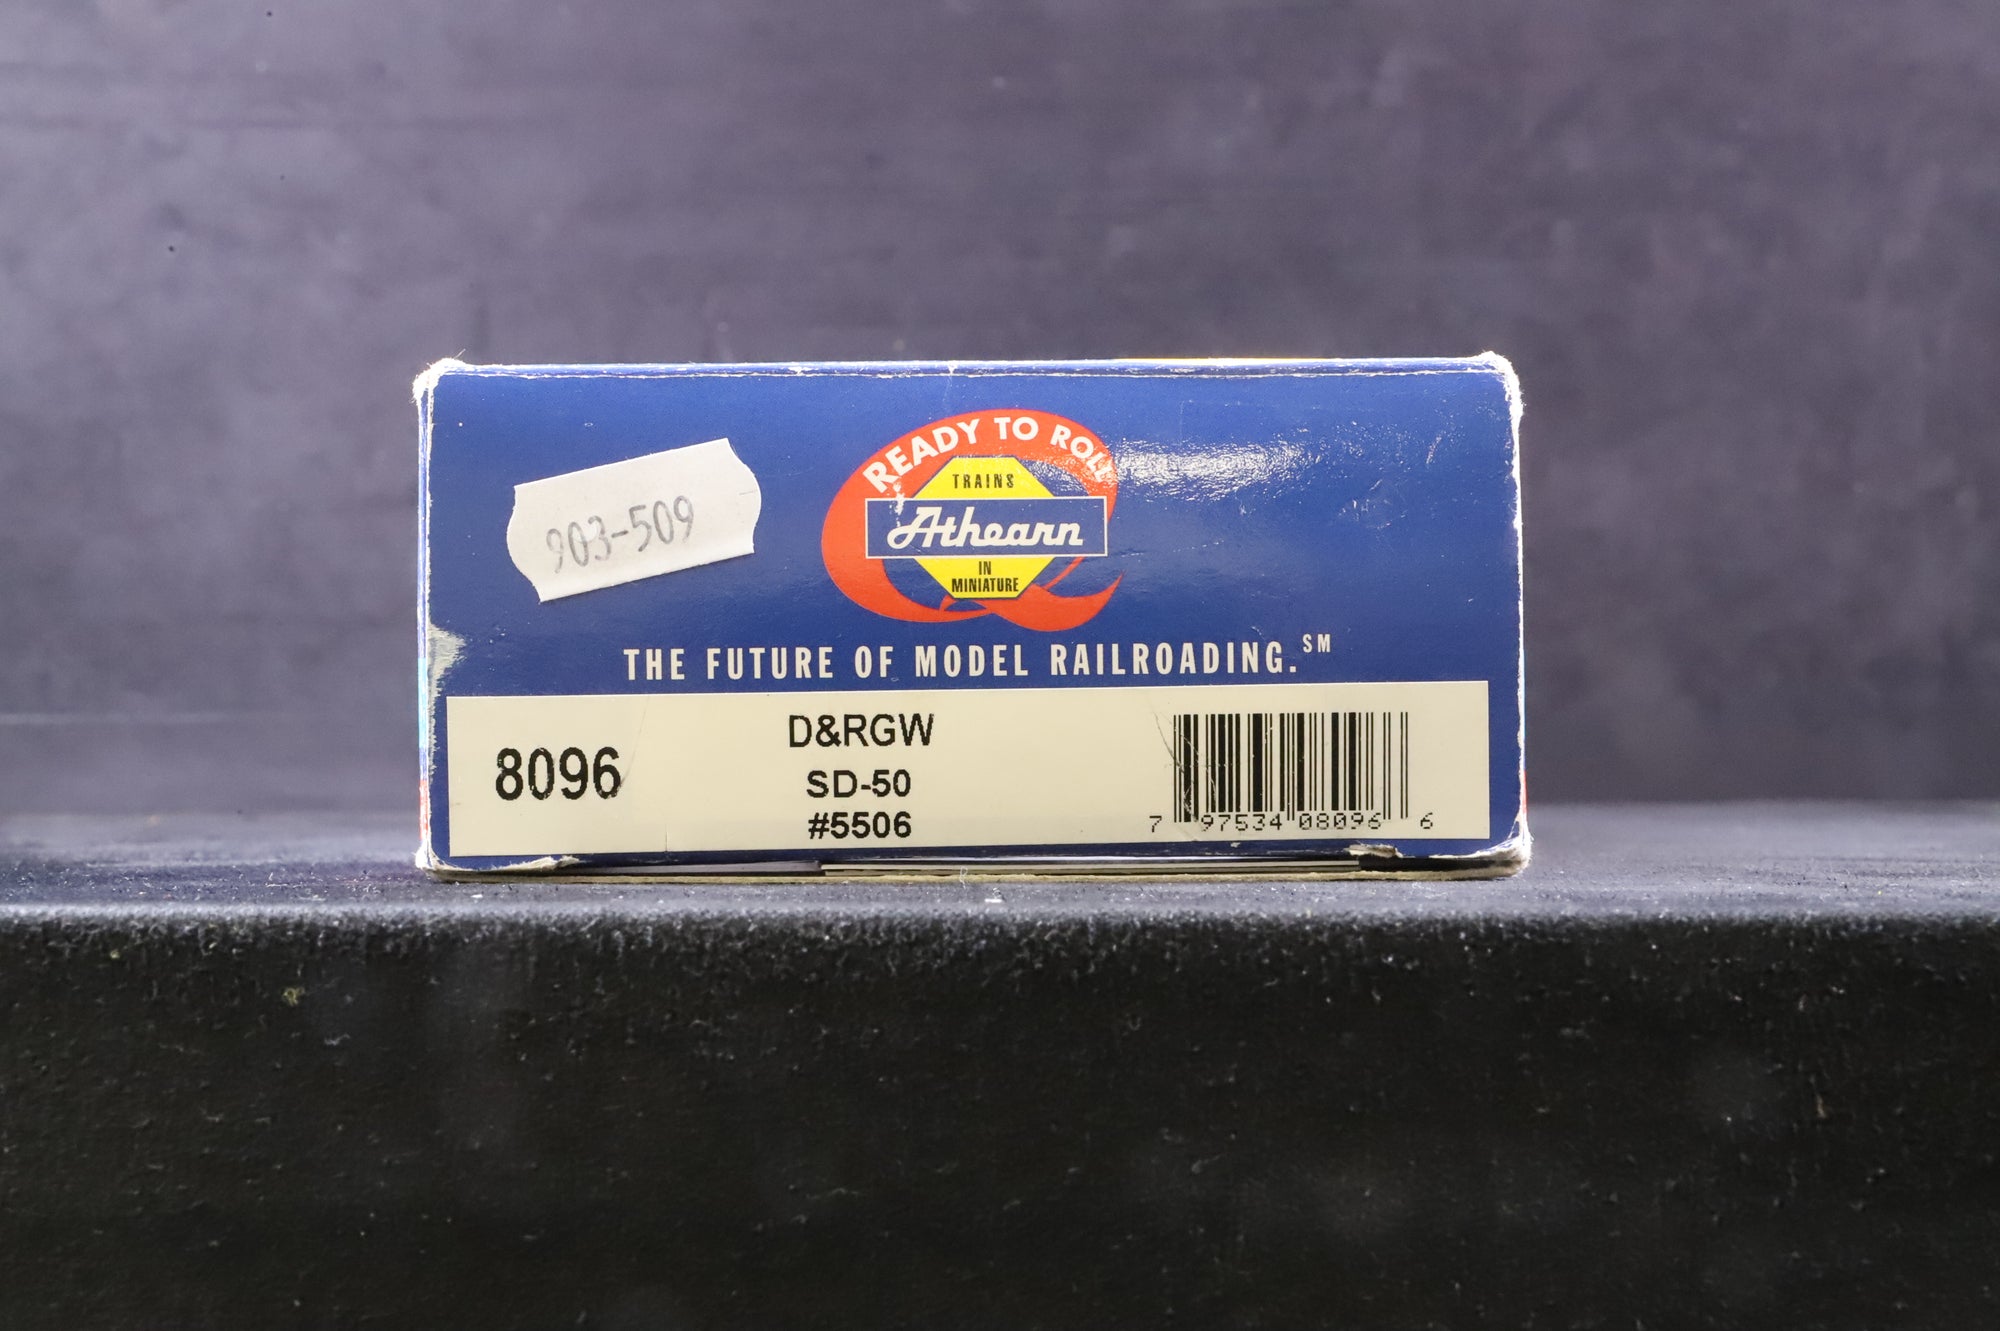 903-509
READY TO ROLL
TRAINS
Athearn
IN
MINIATURE
THE FUTURE OF MODEL RAILROADING.℠
8096
D&RGW
SD-50
#5506
7 97534 08096 6